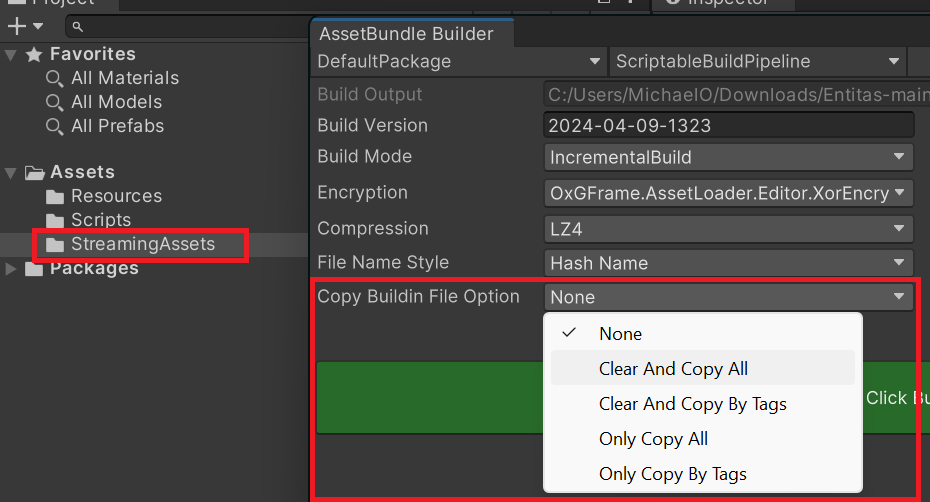 Project
Inspector
Favorites
All Materials
All Models
All Prefabs
Assets
Resources
Scripts
StreamingAssets
Packages
AssetBundle Builder
DefaultPackage
ScriptableBuildPipeline
Build Output
C:/Users/MichaelO/Downloads/Entitas-main
Build Version
2024-04-09-1323
Build Mode
IncrementalBuild
Encryption
OxGFrame.AssetLoader.Editor.XorEncry
Compression
LZ4
File Name Style
Hash Name
Copy Buildin File Option
None
None
Clear And Copy All
Clear And Copy By Tags
Only Copy All
Only Copy By Tags
Click Bu